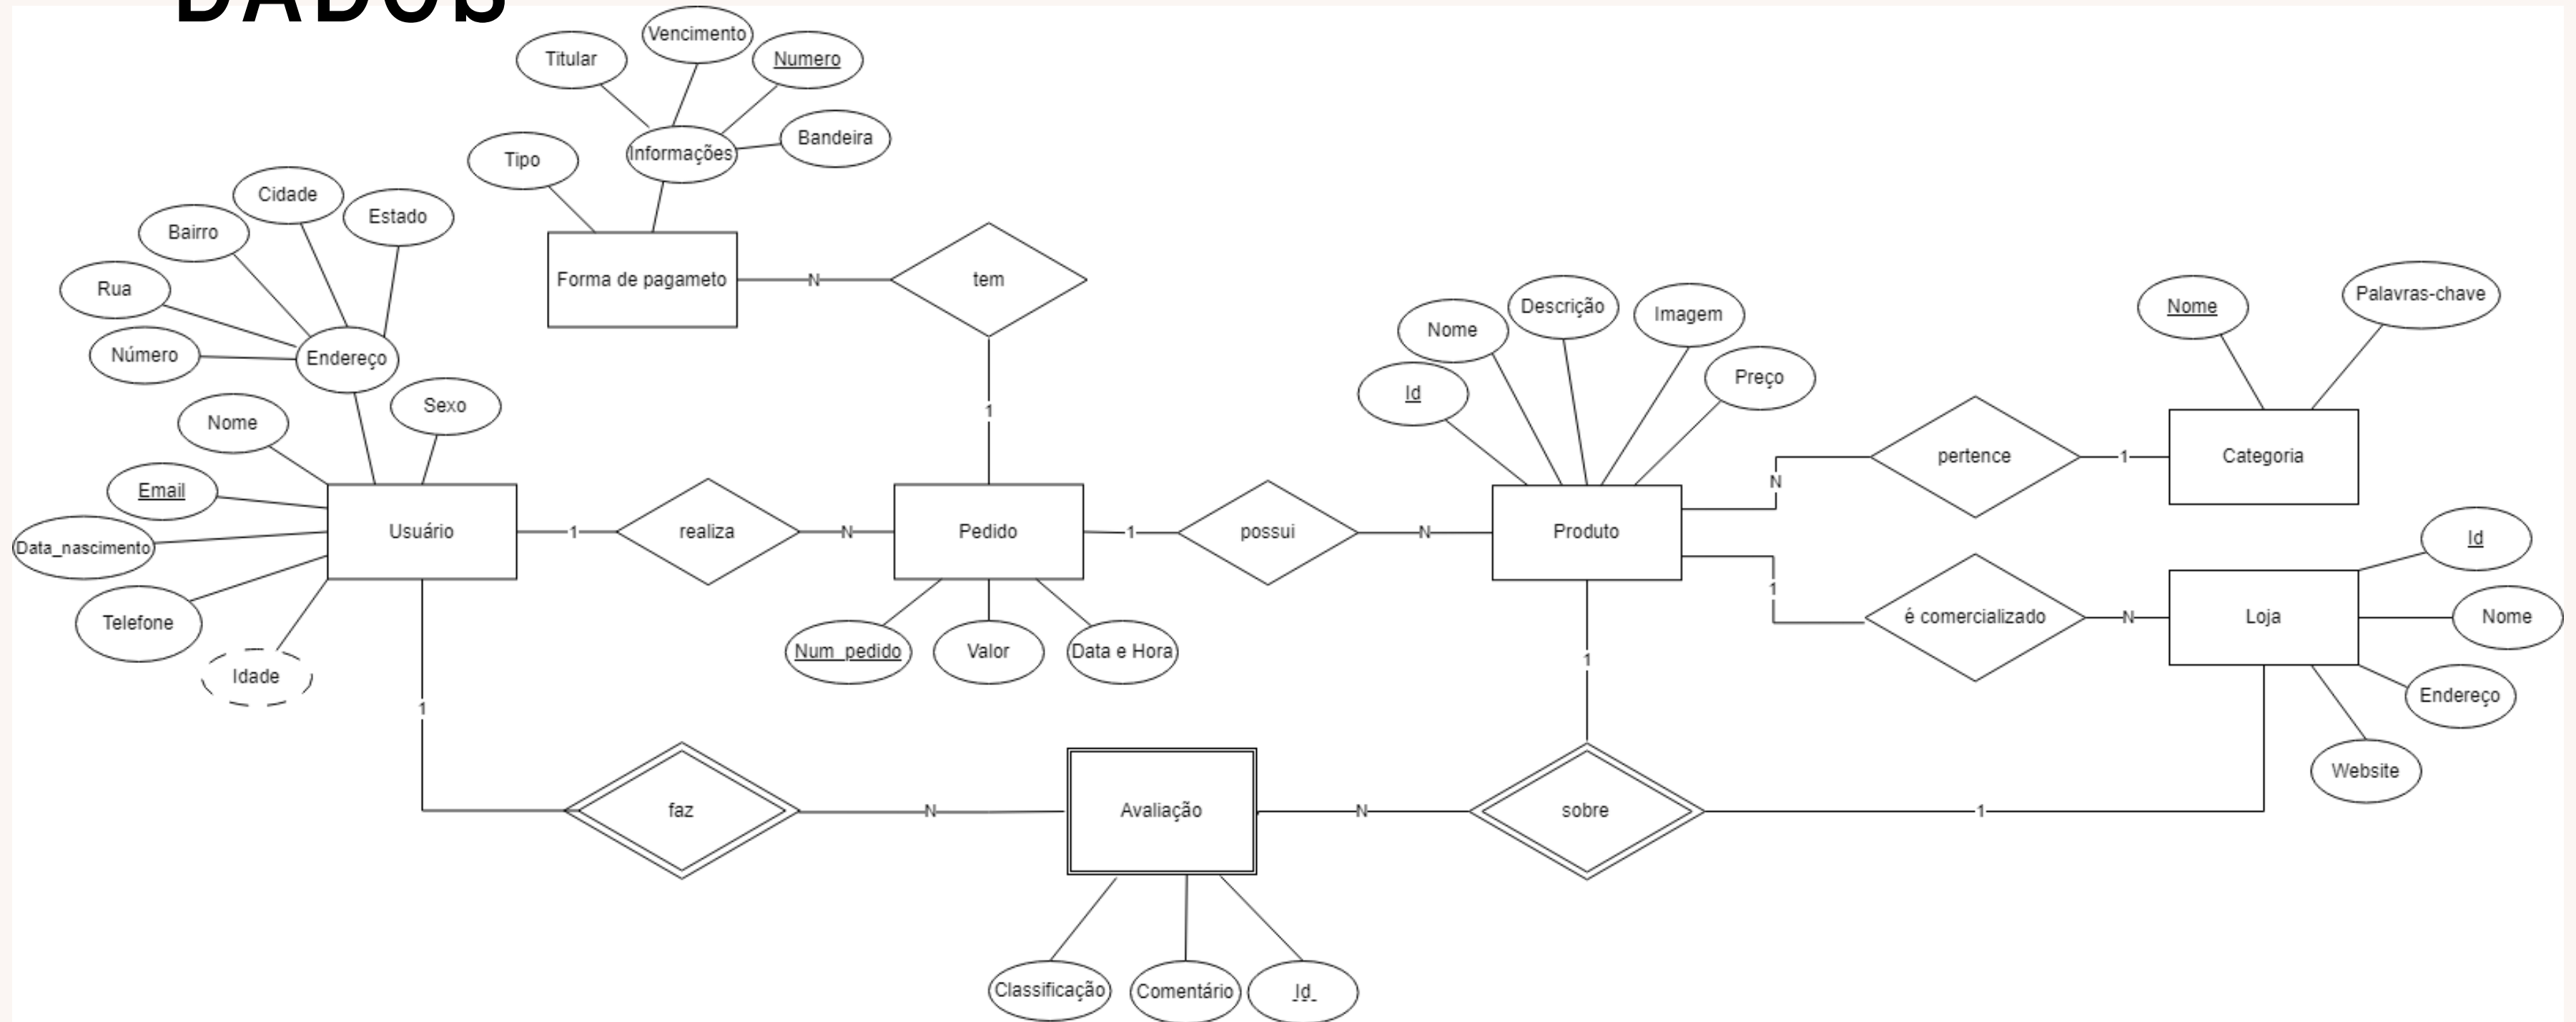 DADOS
Vencimento
Titular
Numero
Bandeira
Informações
Tipo
Cidade
Estado
Bairro
Rua
Número
Endereço
Forma de pagameto
N
tem
1
Nome
Sexo
Email
Data_nascimento
Telefone
Idade
Usuário
1
realiza
N
Pedido
Num_pedido
Valor
Data e Hora
1
possui
N
Id
Nome
Descrição
Imagem
Preço
Produto
N
pertence
1
Nome
Palavras-chave
Categoria
1
é comercializado
N
Loja
Id
Nome
Endereço
Website
1
faz
N
Avaliação
N
sobre
1
1
Classificação
Comentário
Id